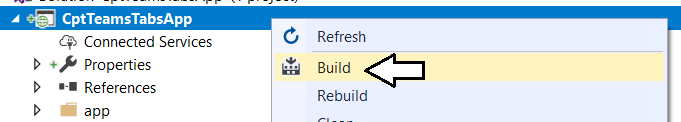 CptTeamsTabsApp
Connected Services
Properties
References
app
Refresh
Build
Rebuild